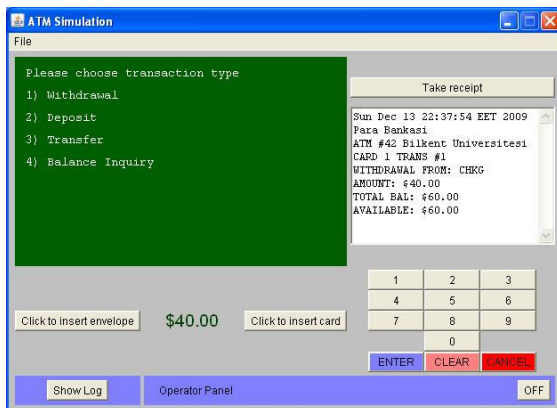 ATM Simulation
File
Please choose transaction type
1) Withdrawal
2) Deposit
3) Transfer
4) Balance Inquiry
Take receipt
Sun Dec 13 22:37:54 EET 2009
Para Bankasi
ATM #42 Bilkent Universitesi
CARD 1 TRANS #1
WITHDRAWAL FROM: CHKG
AMOUNT: $40.00
TOTAL BAL: $60.00
AVAILABLE: $60.00
Click to insert envelope
$40.00
Click to insert card
1 2 3
4 5 6
7 8 9
0
ENTER CLEAR CANCEL
Show Log
Operator Panel
OFF